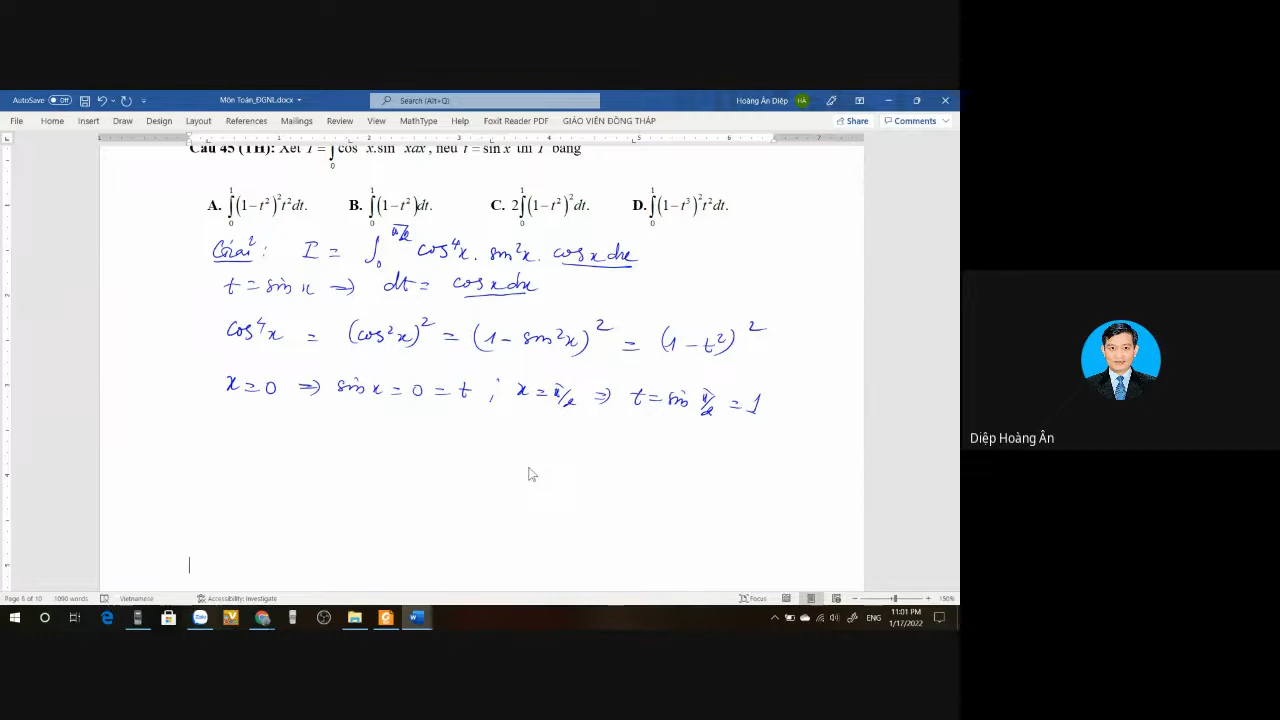 AutoSave Off Môn Toán_ĐGNL.docx Search (Alt+Q) Hoàng Ân Diệp HÀ
File Home Insert Draw Design Layout References Mailings Review View MathType Help Foxit Reader PDF GIÁO VIÊN ĐỒNG THÁP Share Comments
Câu 45 (TH): Xét I = ∫ cos x.sin xdx, nếu t = sin x thì I bằng
0
A. ∫₀¹(1−t²)²t²dt. B. ∫₀¹(1−t²)dt. C. 2∫₀¹(1−t²)²dt. D. ∫₀¹(1−t³)²t²dt.
Giải: I = ∫₀^{π/2} cos⁴x . sin²x . cosx dx
t = sin x ⇒ dt = cosx dx
cos⁴x = (cos²x)² = (1 − sin²x)² = (1 − t²)²
x = 0 ⇒ sin x = 0 = t ; x = π/2 ⇒ t = sin π/2 = 1
Diệp Hoàng Ân
Page 8 of 10 1090 words Vietnamese Accessibility: Investigate Focus 150%
Zalo ENG 11:01 PM
1/17/2022